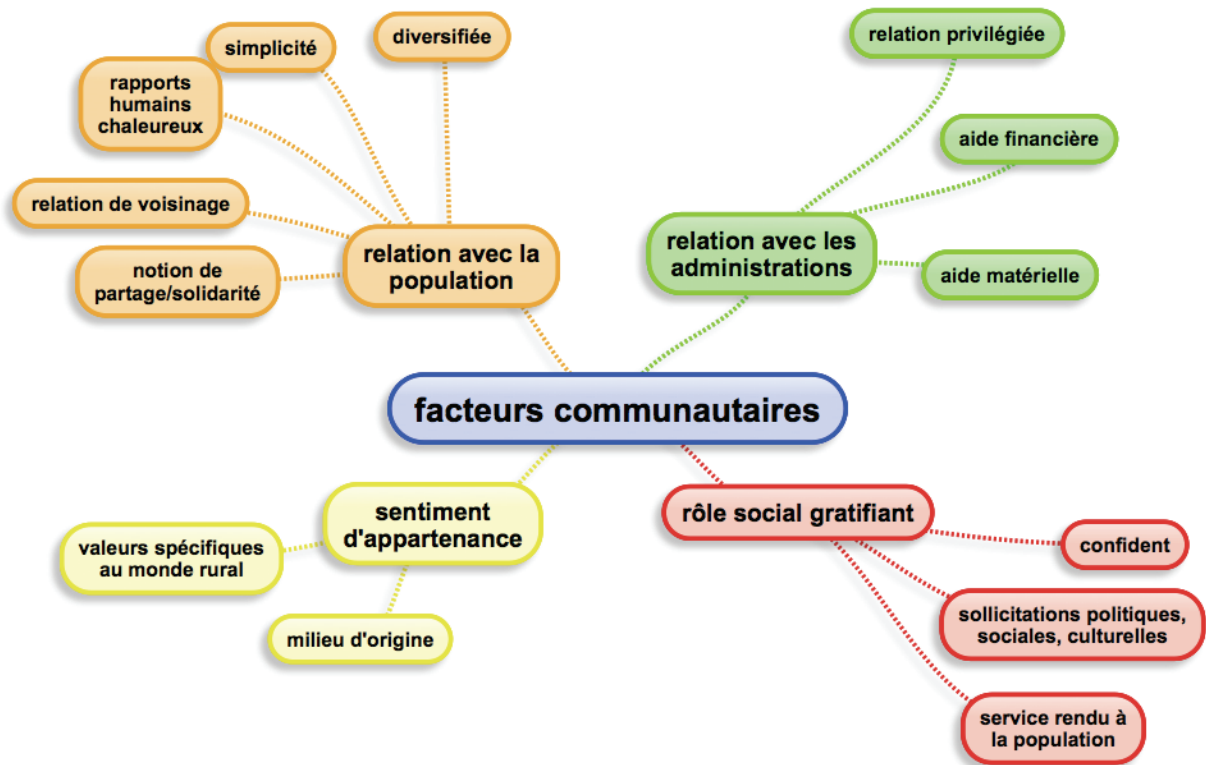 simplicité
diversifiée
relation privilégiée
rapports
humains
chaleureux
aide financière
relation de voisinage
relation avec la
population
relation avec les
administrations
notion de
partage/solidarité
aide matérielle
facteurs communautaires
sentiment
d'appartenance
rôle social gratifiant
valeurs spécifiques
au monde rural
confident
milieu d'origine
sollicitations politiques,
sociales, culturelles
service rendu à
la population